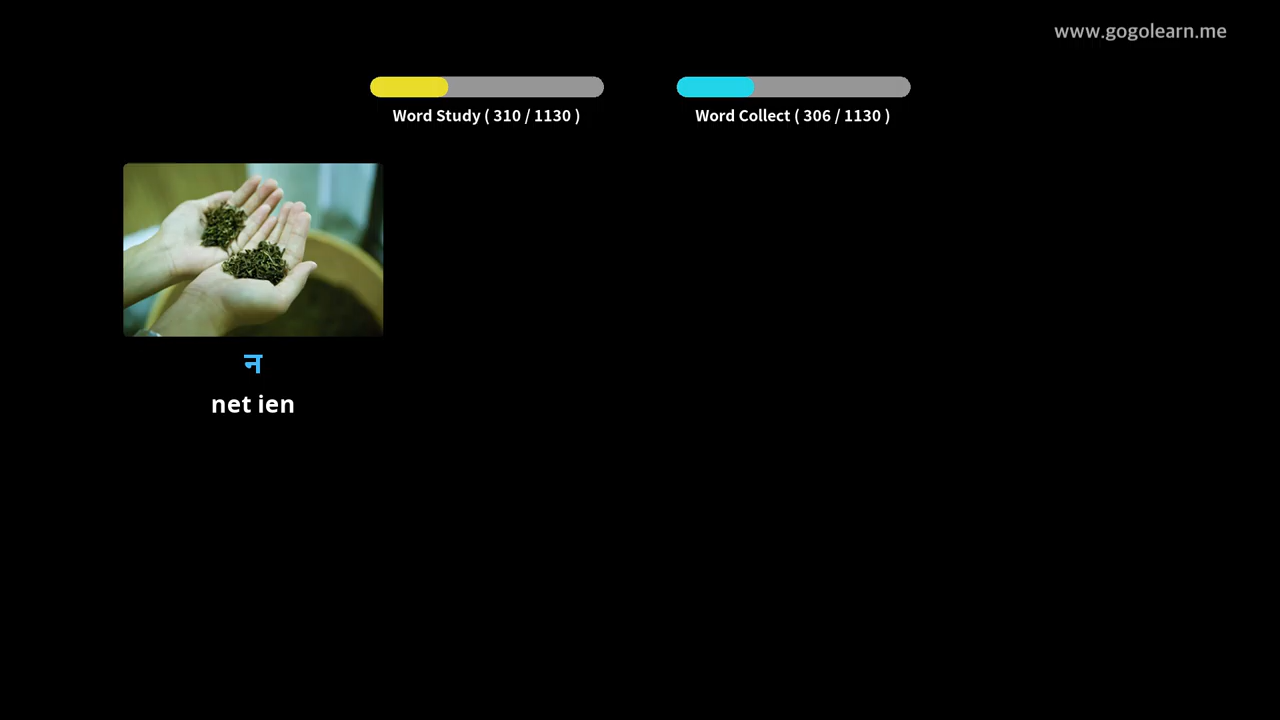 www.gogolearn.me
Word Study ( 310 / 1130 )
Word Collect ( 306 / 1130 )
न
net ien